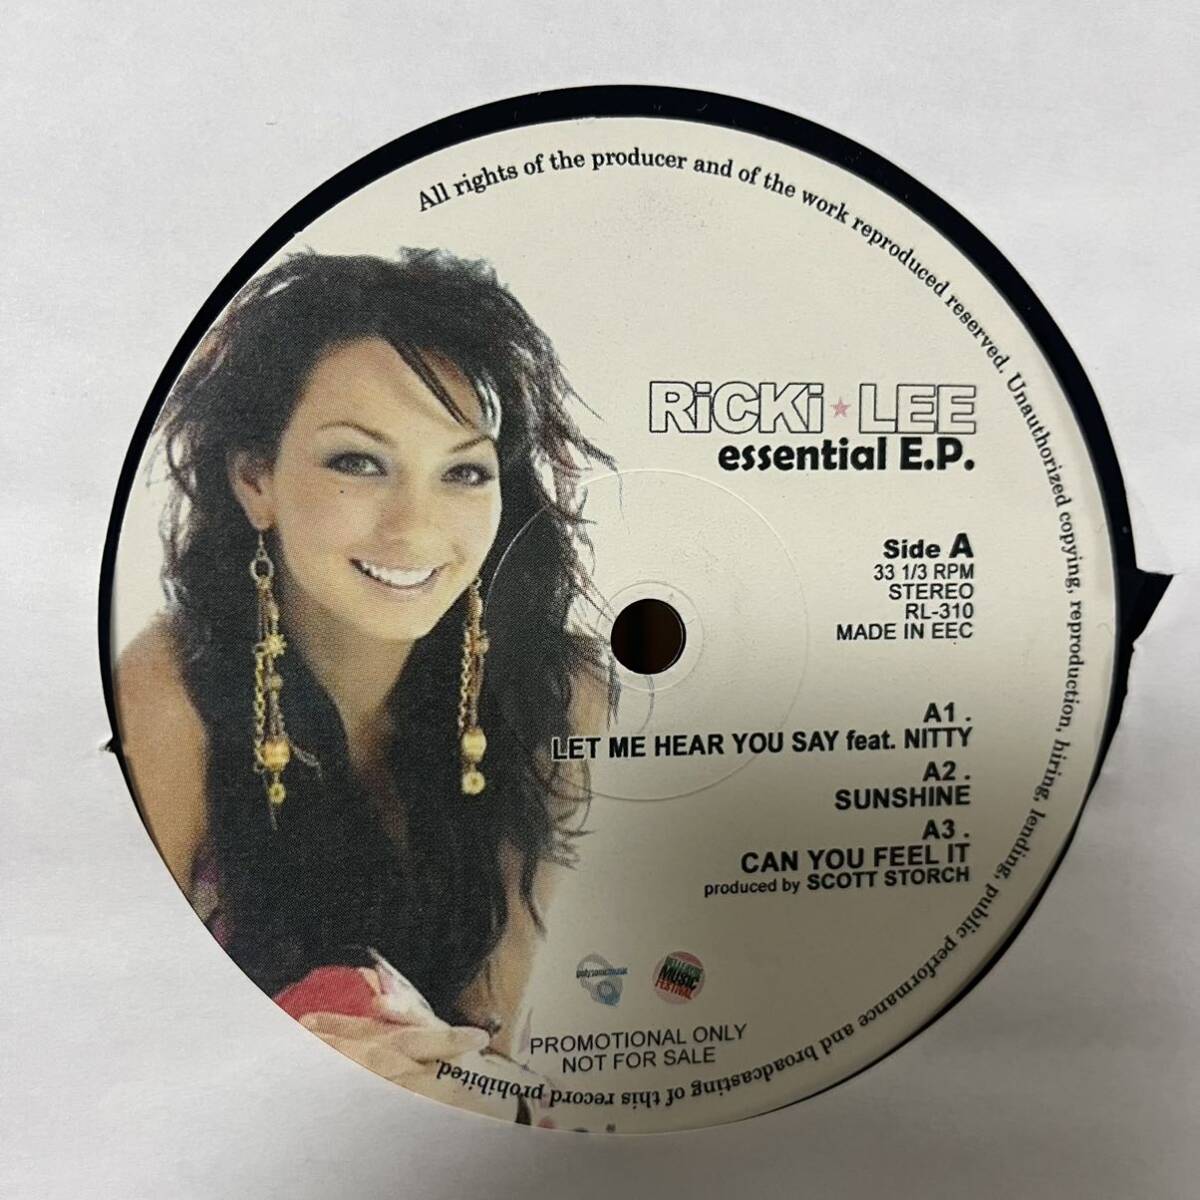 All rights of the producer and of the work reproduced reserved. Unauthorized copying, reproduction, hiring, lending, public performance and broadcasting of this record prohibited.
RiCKi★LEE
essential E.P.
Side A
33 1/3 RPM
STEREO
RL-310
MADE IN EEC
A1.
LET ME HEAR YOU SAY feat. NITTY
A2.
SUNSHINE
A3.
CAN YOU FEEL IT
produced by SCOTT STORCH
polysonicmusic
MUSIC
FESTIVAL
PROMOTIONAL ONLY
NOT FOR SALE